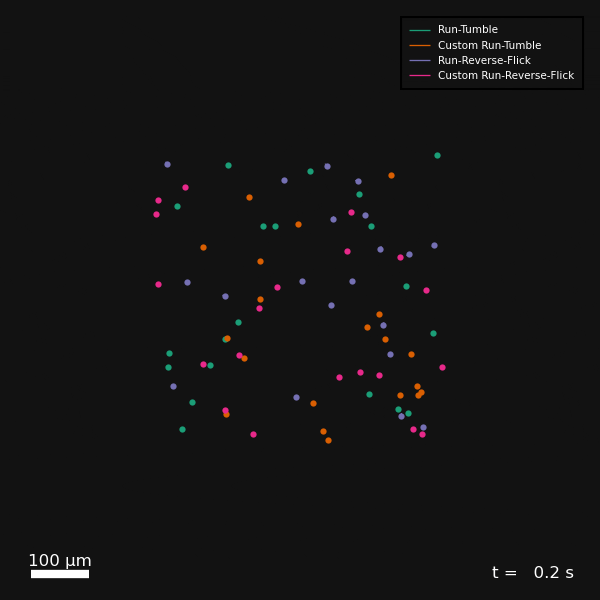 Run-Tumble
Custom Run-Tumble
Run-Reverse-Flick
Custom Run-Reverse-Flick
100 μm
t = 0.2 s